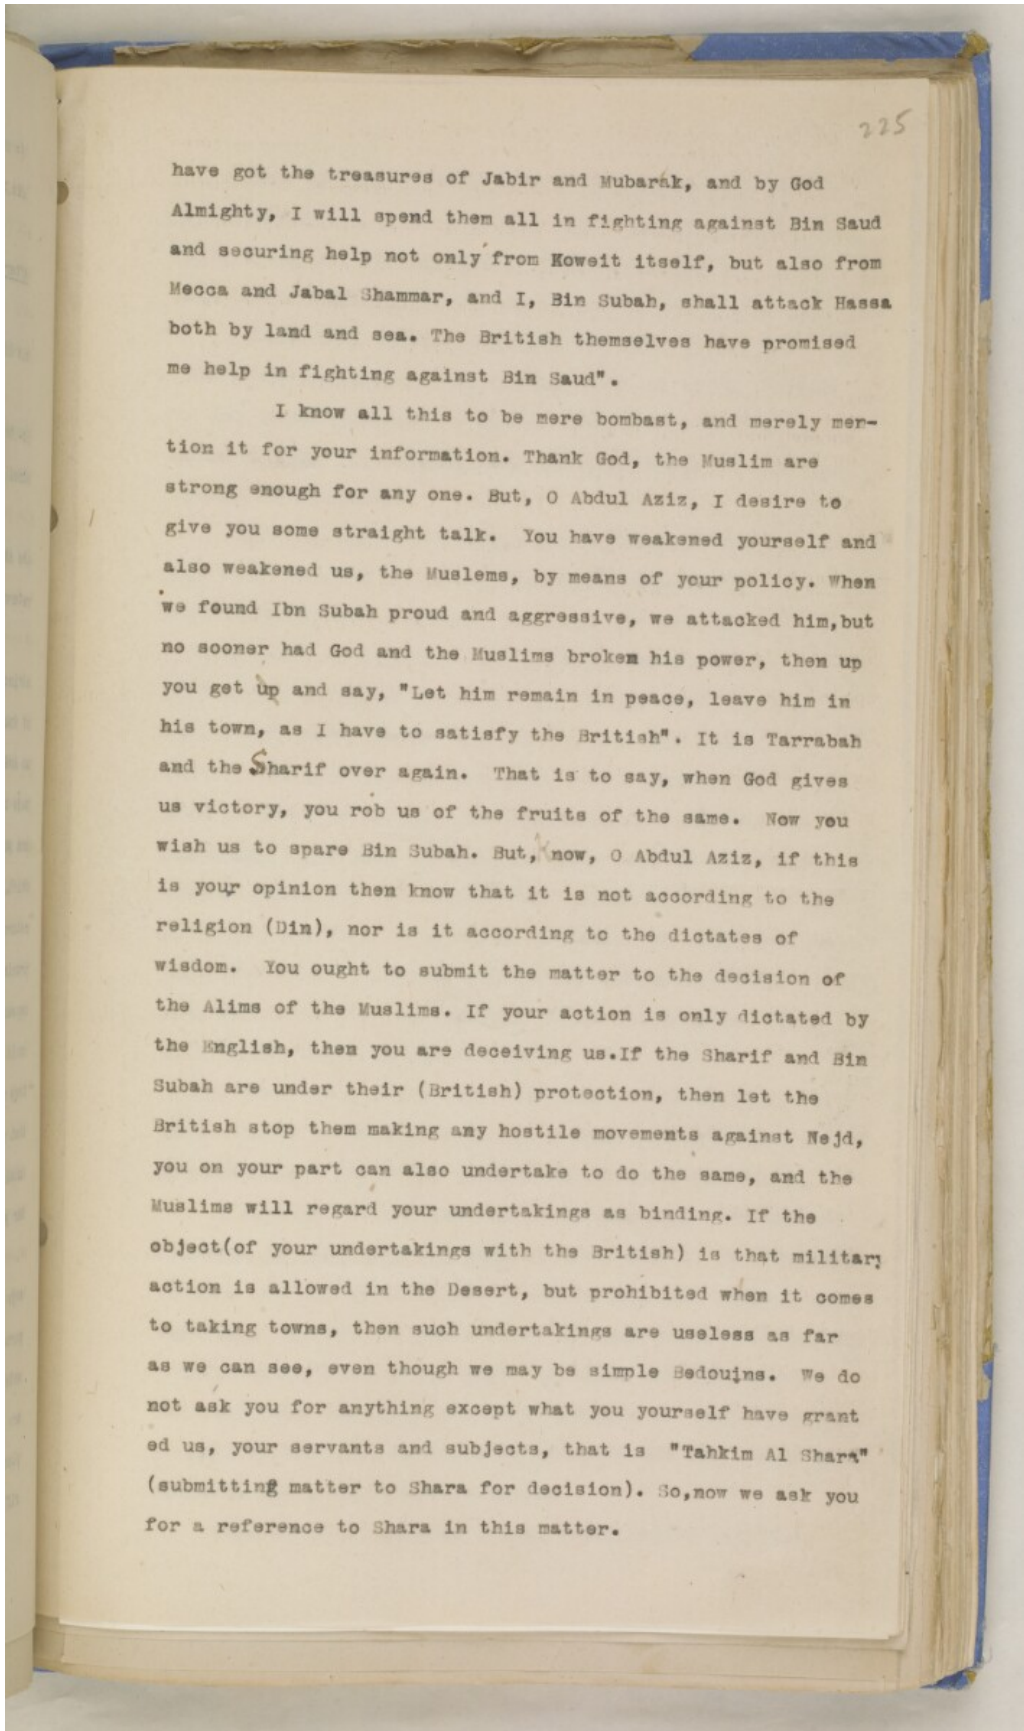 225
have got the treasures of Jabir and Mubarak, and by God
Almighty, I will spend them all in fighting against Bin Saud
and securing help not only from Koweit itself, but also from
Mecca and Jabal Shammar, and I, Bin Subah, shall attack Hassa
both by land and sea. The British themselves have promised
me help in fighting against Bin Saud".
I know all this to be mere bombast, and merely men-
tion it for your information. Thank God, the Muslim are
strong enough for any one. But, O Abdul Aziz, I desire to
give you some straight talk. You have weakened yourself and
also weakened us, the Muslems, by means of your policy. When
we found Ibn Subah proud and aggressive, we attacked him,but
no sooner had God and the Muslims broken his power, then up
you get up and say, "Let him remain in peace, leave him in
his town, as I have to satisfy the British". It is Tarrabah
and the Sharif over again. That is to say, when God gives
us victory, you rob us of the fruits of the same. Now you
wish us to spare Bin Subah. But, know, O Abdul Aziz, if this
is your opinion then know that it is not according to the
religion (Din), nor is it according to the dictates of
wisdom. You ought to submit the matter to the decision of
the Alims of the Muslims. If your action is only dictated by
the English, then you are deceiving us.If the Sharif and Bin
Subah are under their (British) protection, then let the
British stop them making any hostile movements against Nejd,
you on your part can also undertake to do the same, and the
Muslims will regard your undertakings as binding. If the
object(of your undertakings with the British) is that military
action is allowed in the Desert, but prohibited when it comes
to taking towns, then such undertakings are useless as far
as we can see, even though we may be simple Bedouins. We do
not ask you for anything except what you yourself have grant
ed us, your servants and subjects, that is "Tahkim Al Shara"
(submitting matter to Shara for decision). So,now we ask you
for a reference to Shara in this matter.